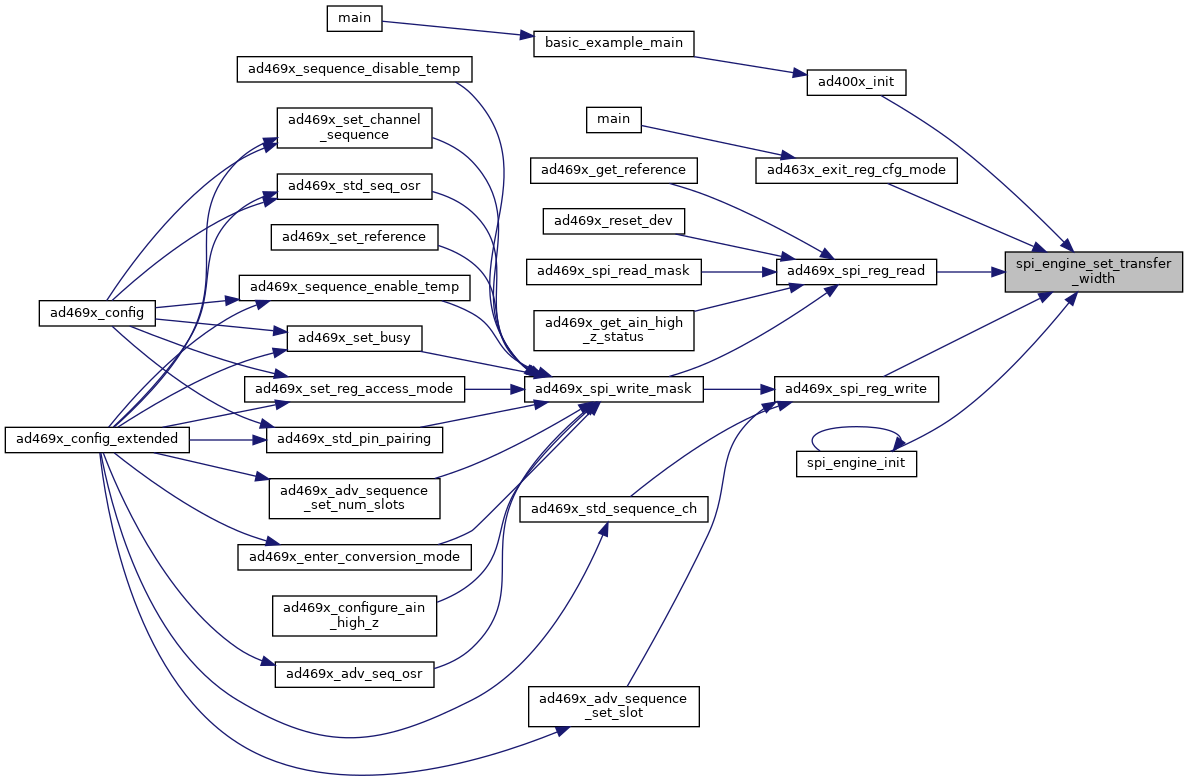 main
basic_example_main
ad469x_sequence_disable_temp
ad400x_init
ad469x_set_channel
_sequence
main
ad463x_exit_reg_cfg_mode
ad469x_get_reference
ad469x_std_seq_osr
ad469x_reset_dev
ad469x_set_reference
ad469x_spi_read_mask
ad469x_spi_reg_read
spi_engine_set_transfer
_width
ad469x_sequence_enable_temp
ad469x_config
ad469x_get_ain_high
_z_status
ad469x_set_busy
ad469x_set_reg_access_mode
ad469x_spi_write_mask
ad469x_spi_reg_write
ad469x_config_extended
ad469x_std_pin_pairing
spi_engine_init
ad469x_adv_sequence
_set_num_slots
ad469x_std_sequence_ch
ad469x_enter_conversion_mode
ad469x_configure_ain
_high_z
ad469x_adv_seq_osr
ad469x_adv_sequence
_set_slot